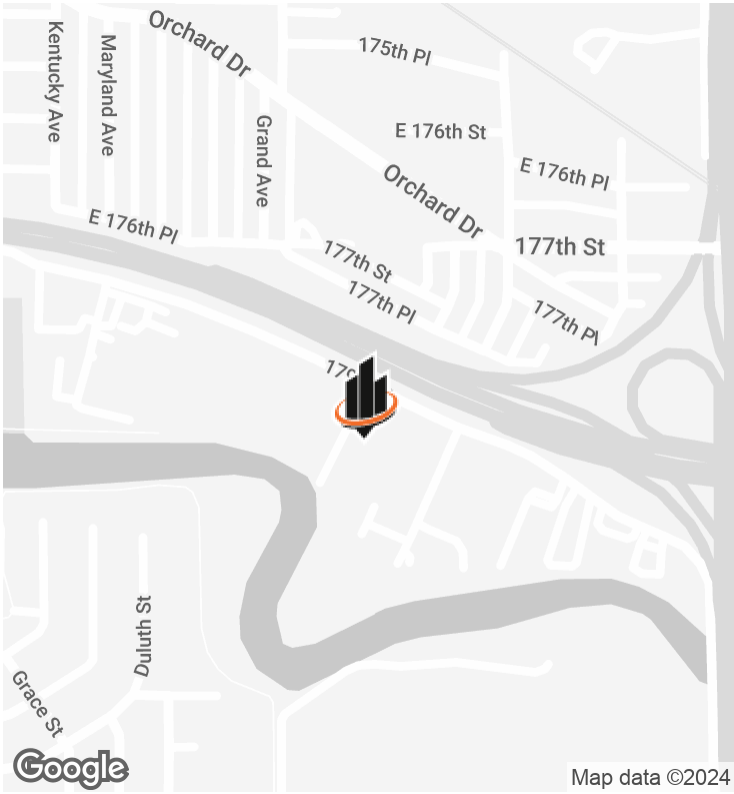 Orchard Dr
Kentucky Ave
Maryland Ave
175th Pl
Grand Ave
E 176th St
E 176th Pl
Orchard Dr
E 176th Pl
177th St
177th St
177th Pl
177th Pl
Duluth St
Grace St
Google
Map data ©2024